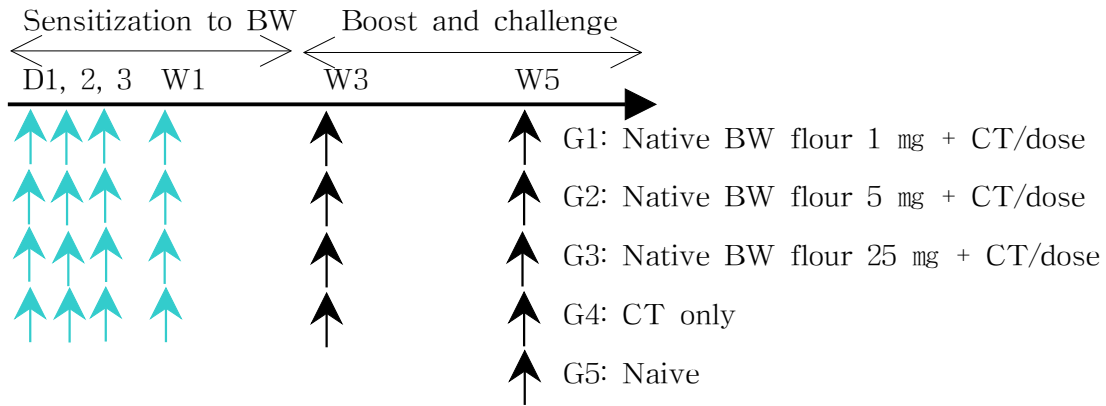 Sensitization to BW Boost and challenge
D1, 2, 3 W1 W3 W5
G1: Native BW flour 1 ㎎ + CT/dose
G2: Native BW flour 5 ㎎ + CT/dose
G3: Native BW flour 25 ㎎ + CT/dose
G4: CT only
G5: Naive